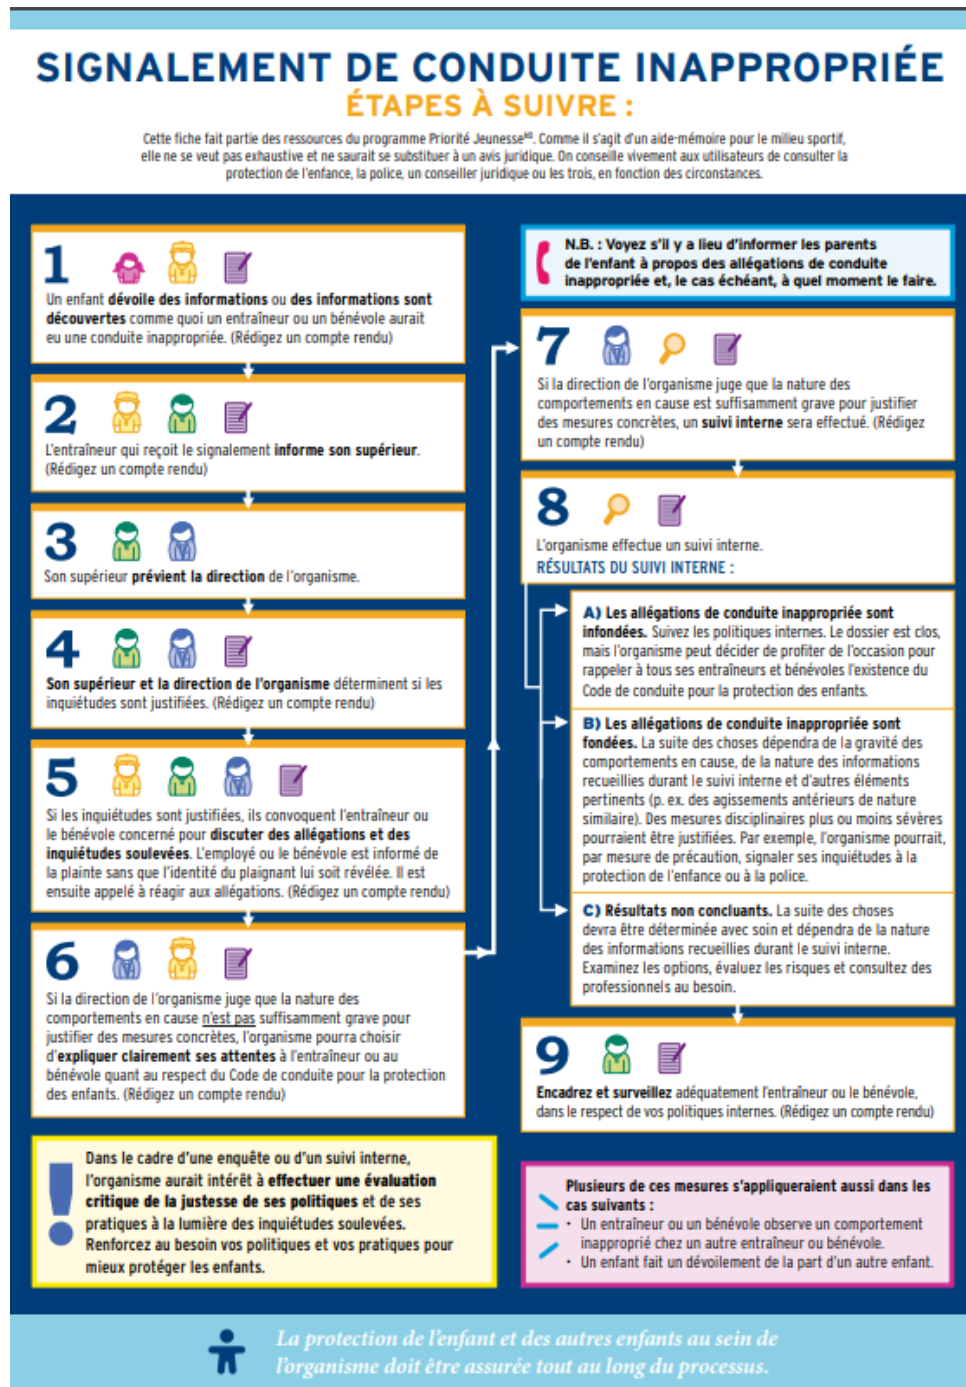 SIGNALEMENT DE CONDUITE INAPPROPRIÉE
ÉTAPES À SUIVRE :
Cette fiche fait partie des ressources du programme Priorité Jeunesse. Comme il s'agit d'un aide-mémoire pour le milieu sportif,
elle ne se veut pas exhaustive et ne saurait se substituer à un avis juridique. On conseille vivement aux utilisateurs de consulter la
protection de l'enfance, la police, un conseiller juridique ou les trois, en fonction des circonstances.
1
Un enfant dévoile des informations ou des informations sont
découvertes comme quoi un entraîneur ou un bénévole aurait
eu une conduite inappropriée. (Rédigez un compte rendu)
2
L'entraîneur qui reçoit le signalement informe son supérieur.
(Rédigez un compte rendu)
3
Son supérieur prévient la direction de l'organisme.
4
Son supérieur et la direction de l'organisme déterminent si les
inquiétudes sont justifiées. (Rédigez un compte rendu)
5
Si les inquiétudes sont justifiées, ils convoquent l'entraîneur ou
le bénévole concerné pour discuter des allégations et des
inquiétudes soulevées. L'employé ou le bénévole est informé de
la plainte sans que l'identité du plaignant lui soit révélée. Il est
ensuite appelé à réagir aux allégations. (Rédigez un compte rendu)
6
Si la direction de l'organisme juge que la nature des
comportements en cause n'est pas suffisamment grave pour
justifier des mesures concrètes, l'organisme pourra choisir
d'expliquer clairement ses attentes à l'entraîneur ou au
bénévole quant au respect du Code de conduite pour la protection
des enfants. (Rédigez un compte rendu)
Dans le cadre d'une enquête ou d'un suivi interne,
l'organisme aurait intérêt à effectuer une évaluation
critique de la justesse de ses politiques et de ses
pratiques à la lumière des inquiétudes soulevées.
Renforcez au besoin vos politiques et vos pratiques pour
mieux protéger les enfants.
N.B. : Voyez s'il y a lieu d'informer les parents
de l'enfant à propos des allégations de conduite
inappropriée et, le cas échéant, à quel moment le faire.
7
Si la direction de l'organisme juge que la nature des
comportements en cause est suffisamment grave pour justifier
des mesures concrètes, un suivi interne sera effectué. (Rédigez
un compte rendu)
8
L'organisme effectue un suivi interne.
RÉSULTATS DU SUIVI INTERNE :
A) Les allégations de conduite inappropriée sont
infondées. Suivez les politiques internes. Le dossier est clos,
mais l'organisme peut décider de profiter de l'occasion pour
rappeler à tous ses entraîneurs et bénévoles l'existence du
Code de conduite pour la protection des enfants.
B) Les allégations de conduite inappropriée sont
fondées. La suite des choses dépendra de la gravité des
comportements en cause, de la nature des informations
recueillies durant le suivi interne et d'autres éléments
pertinents (p. ex. des agissements antérieurs de nature
similaire). Des mesures disciplinaires plus ou moins sévères
pourraient être justifiées. Par exemple, l'organisme pourrait,
par mesure de précaution, signaler ses inquiétudes à la
protection de l'enfance ou à la police.
C) Résultats non concluants. La suite des choses
devra être déterminée avec soin et dépendra de la nature
des informations recueillies durant le suivi interne.
Examinez les options, évaluez les risques et consultez des
professionnels au besoin.
9
Encadrez et surveillez adéquatement l'entraîneur ou le bénévole,
dans le respect de vos politiques internes. (Rédigez un compte rendu)
Plusieurs de ces mesures s'appliqueraient aussi dans les
cas suivants :
• Un entraîneur ou un bénévole observe un comportement
inapproprié chez un autre entraîneur ou bénévole.
• Un enfant fait un dévoilement de la part d'un autre enfant.
La protection de l'enfant et des autres enfants au sein de
l'organisme doit être assurée tout au long du processus.